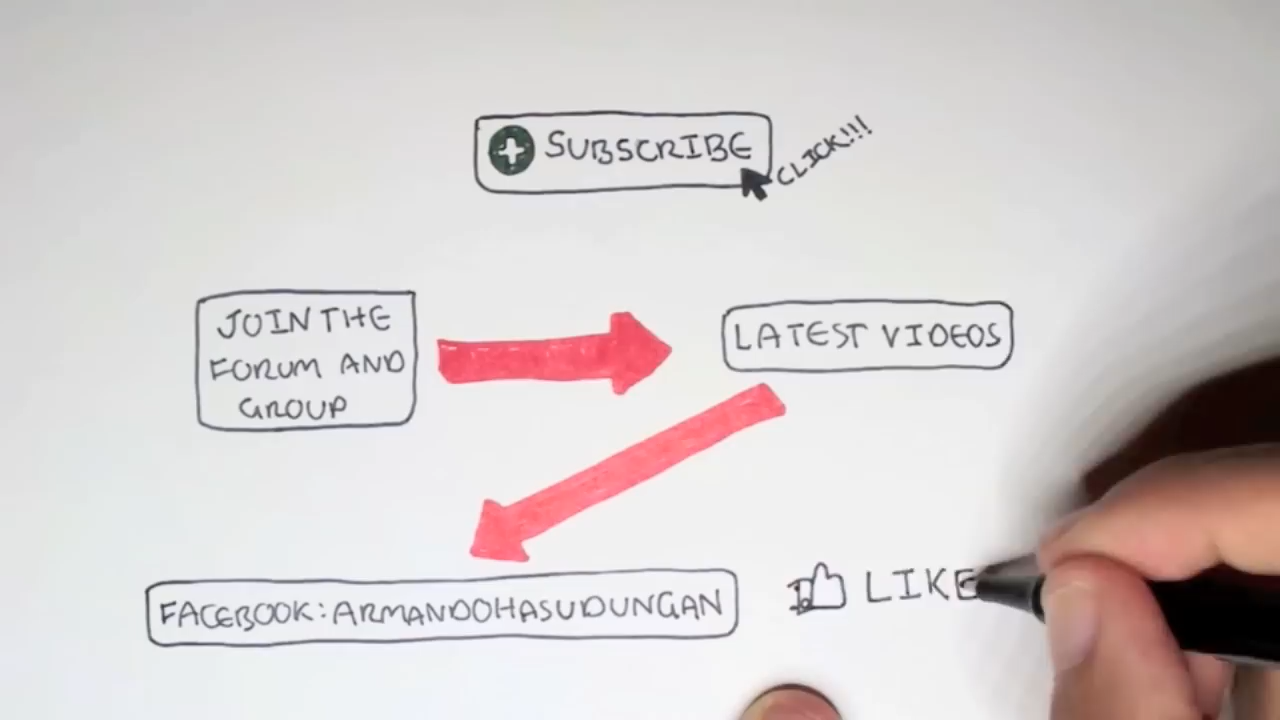 SUBSCRIBE
CLICK!!!
JOIN THE
FORUM AND
GROUP
LATEST VIDEOS
FACEBOOK: ARMANDOHASUDUNGAN
LIKE